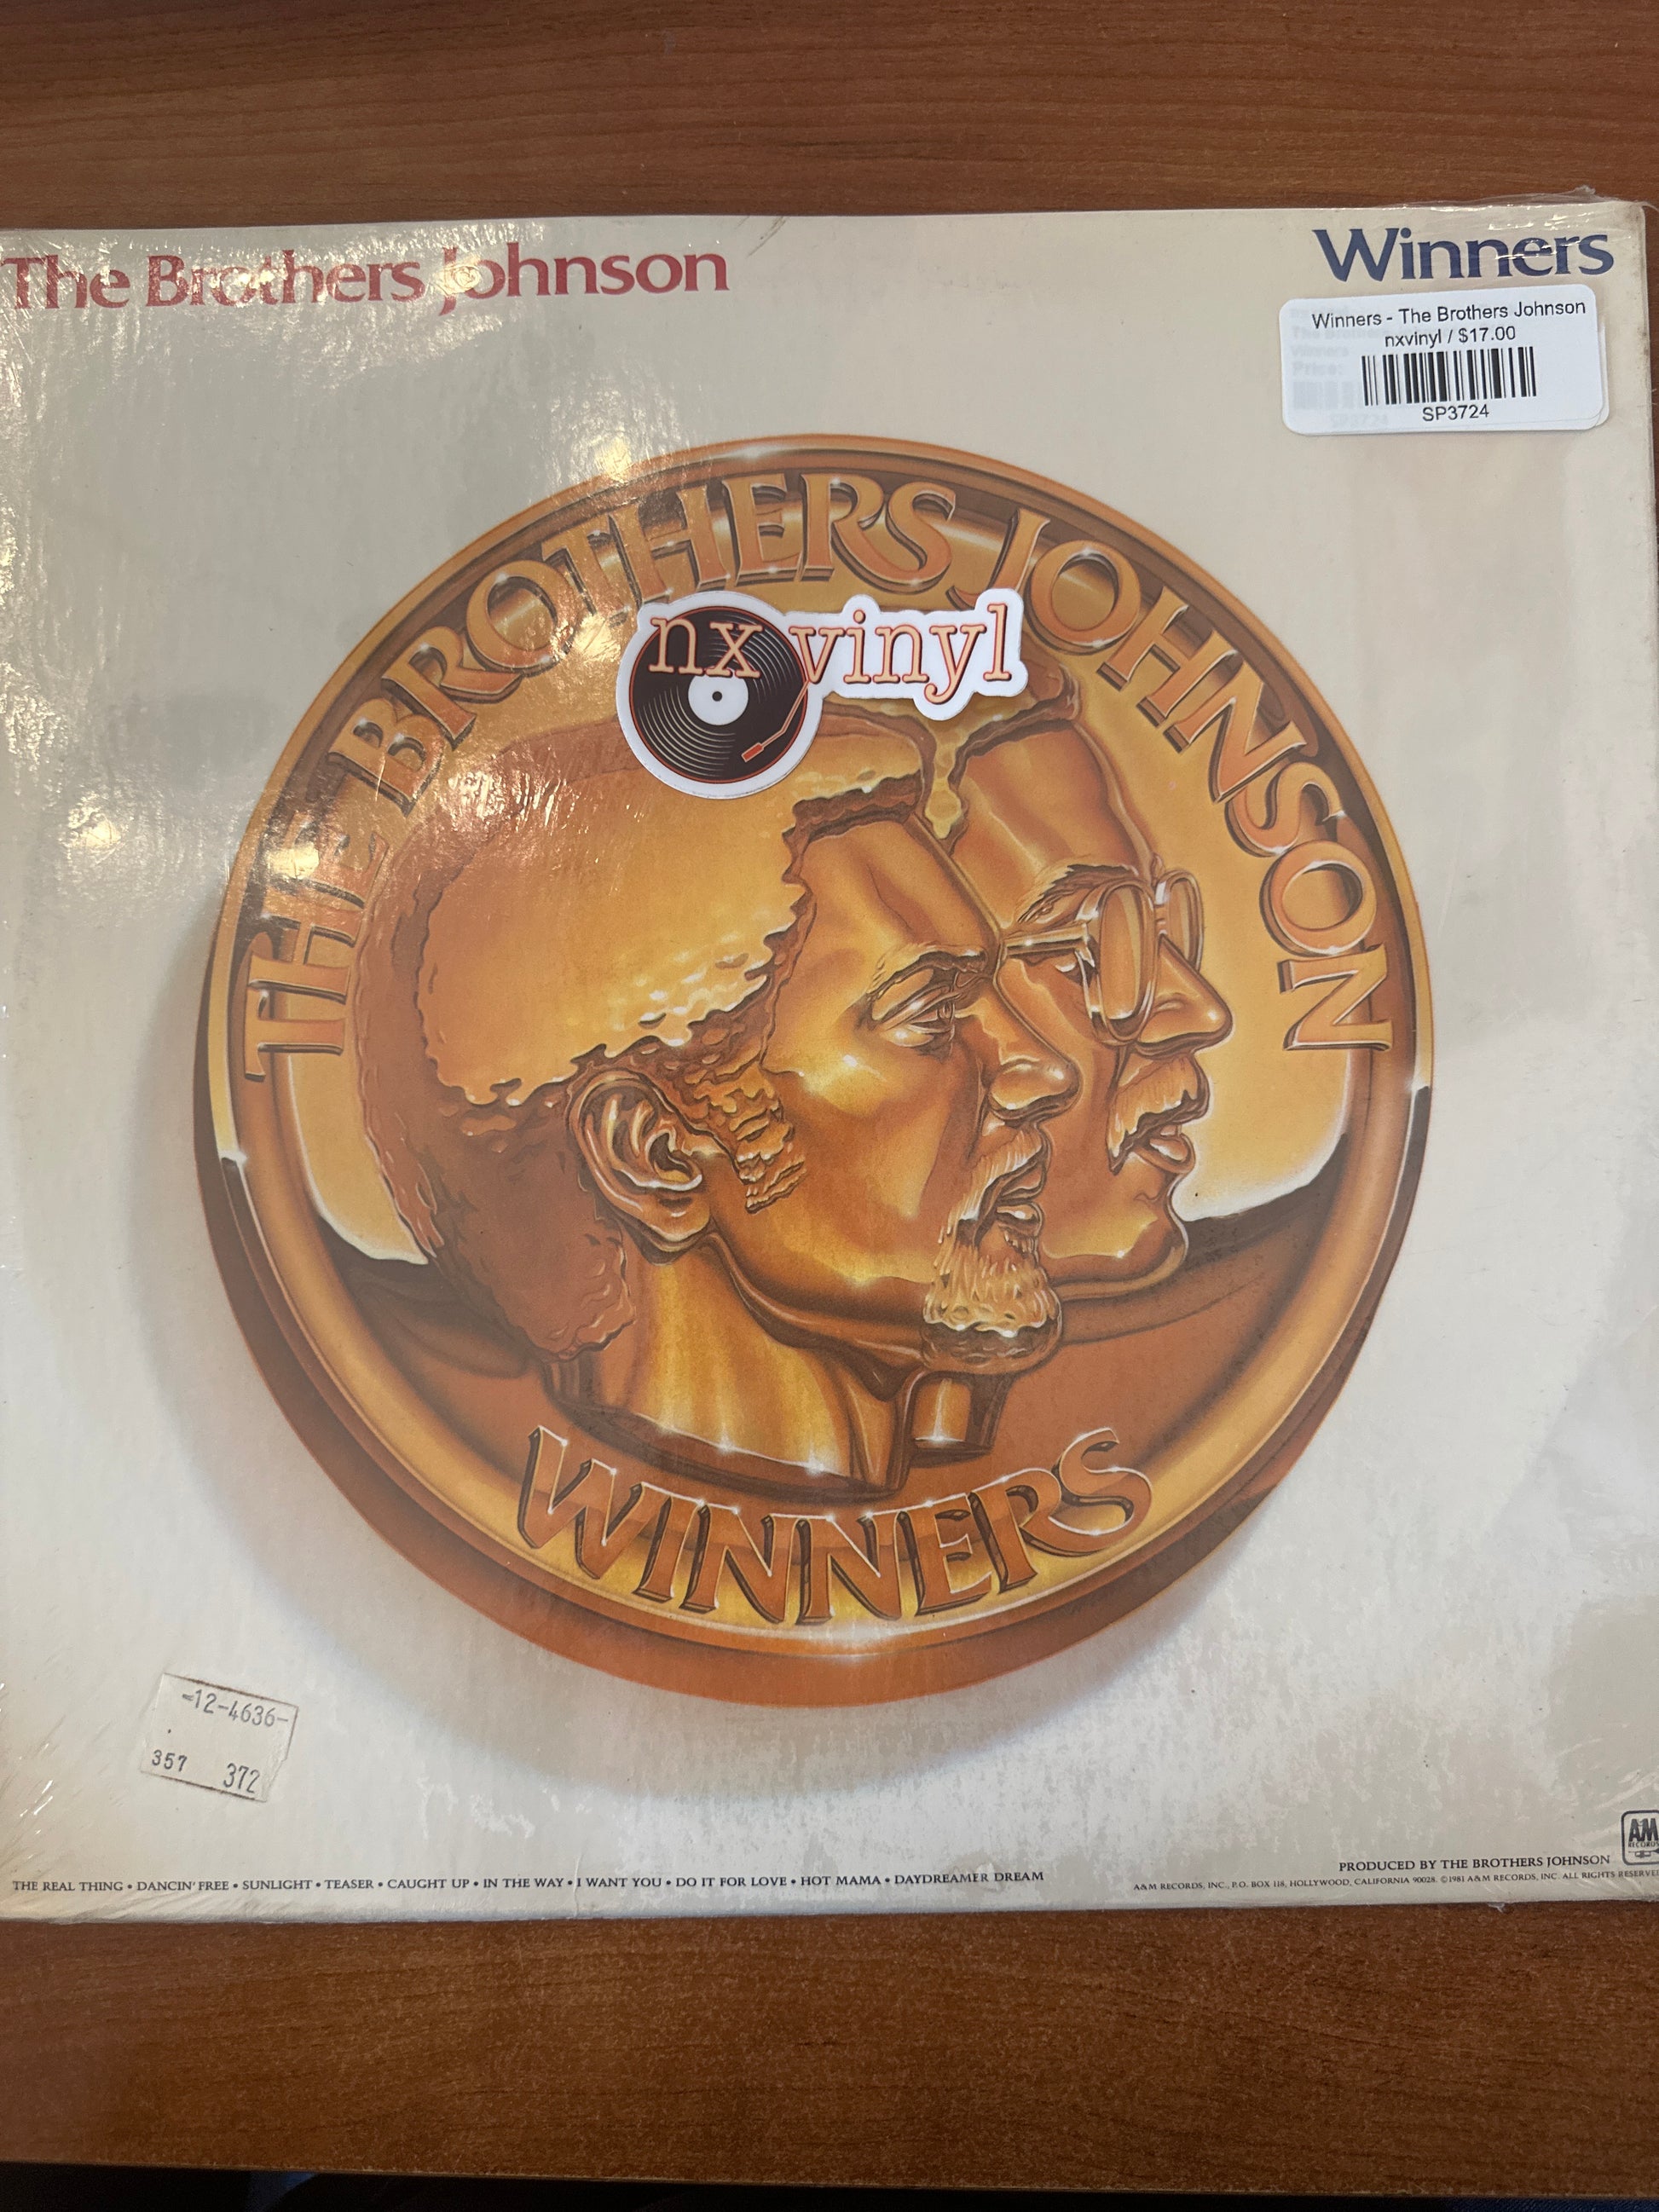 The Brothers Johnson
Winners
Winners - The Brothers Johnson
nxvinyl / $17.00
SP3724
THE BROTHERS JOHNSON
nx vinyl
WINNERS
-12-4636-
357 372
AM
RECORDS
PRODUCED BY THE BROTHERS JOHNSON
THE REAL THING • DANCIN' FREE • SUNLIGHT • TEASER • CAUGHT UP • IN THE WAY • I WANT YOU • DO IT FOR LOVE • HOT MAMA • DAYDREAMER DREAM
A&M RECORDS, INC., P.O. BOX 118, HOLLYWOOD, CALIFORNIA 90028. ©1981 A&M RECORDS, INC. ALL RIGHTS RESERVED